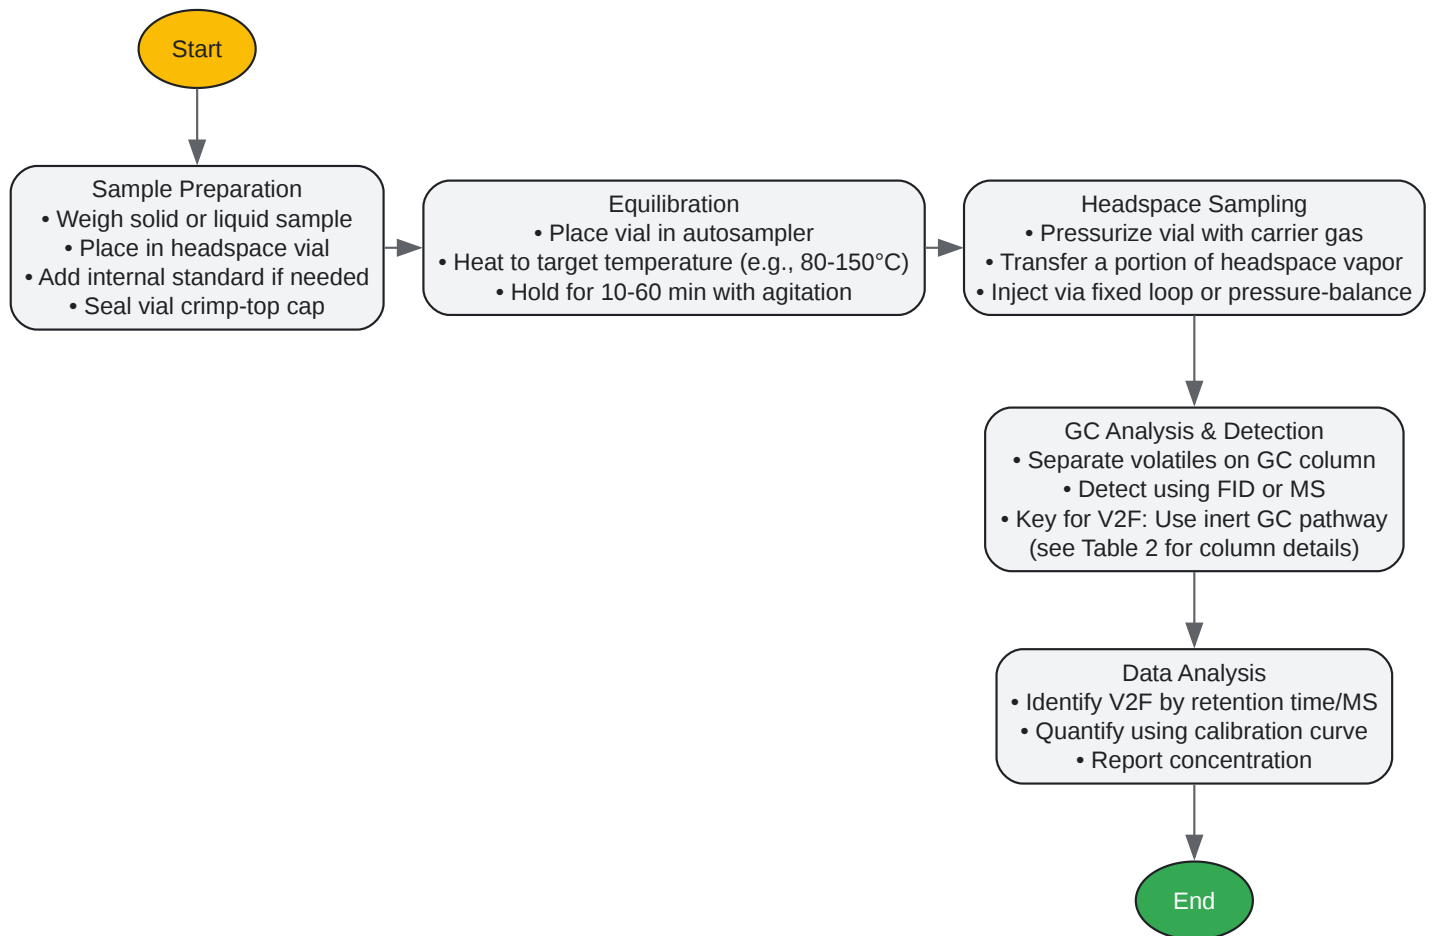 Start
Sample Preparation
• Weigh solid or liquid sample
• Place in headspace vial
• Add internal standard if needed
• Seal vial crimp-top cap
Equilibration
• Place vial in autosampler
• Heat to target temperature (e.g., 80-150°C)
• Hold for 10-60 min with agitation
Headspace Sampling
• Pressurize vial with carrier gas
• Transfer a portion of headspace vapor
• Inject via fixed loop or pressure-balance
GC Analysis & Detection
• Separate volatiles on GC column
• Detect using FID or MS
• Key for V2F: Use inert GC pathway
(see Table 2 for column details)
Data Analysis
• Identify V2F by retention time/MS
• Quantify using calibration curve
• Report concentration
End